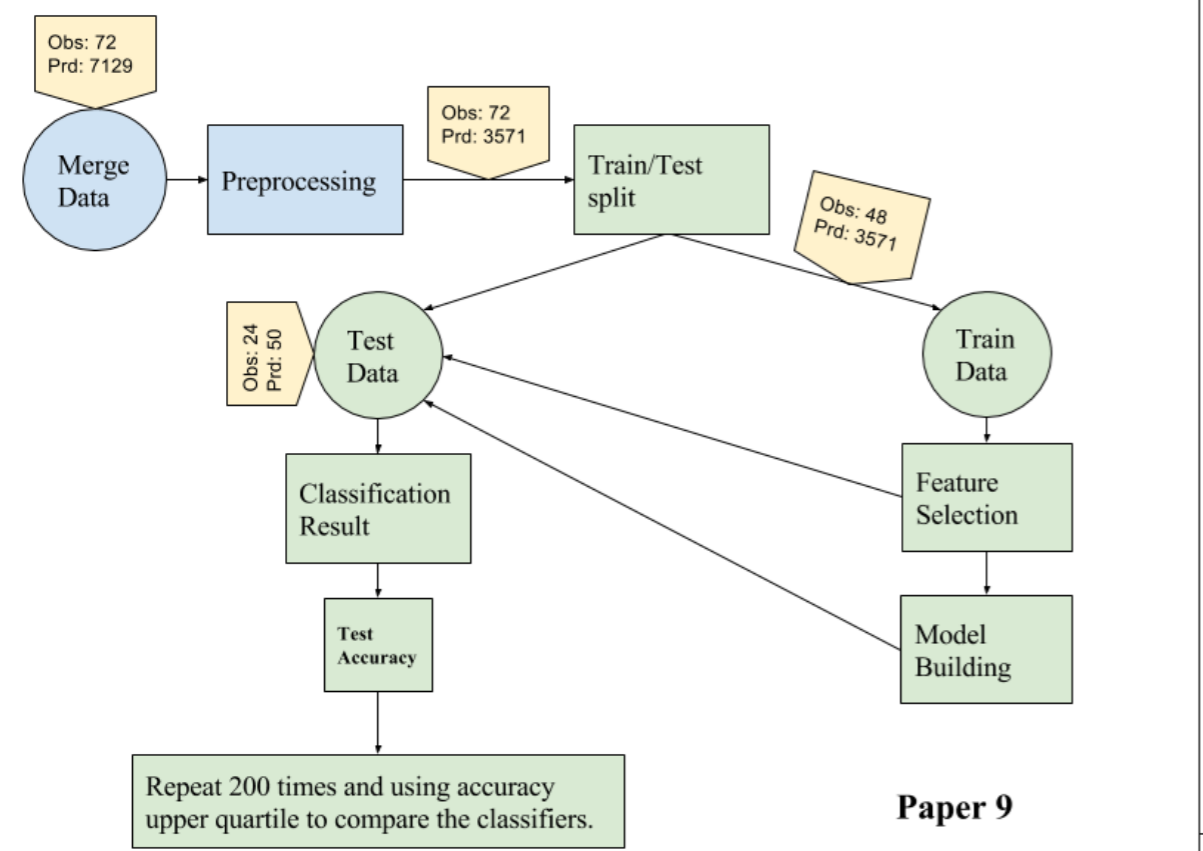 Obs: 72
Prd: 7129
Merge
Data
Preprocessing
Obs: 72
Prd: 3571
Train/Test
split
Obs: 48
Prd: 3571
Obs: 24
Prd: 50
Test
Data
Train
Data
Classification
Result
Feature
Selection
Test
Accuracy
Model
Building
Repeat 200 times and using accuracy
upper quartile to compare the classifiers.
Paper 9